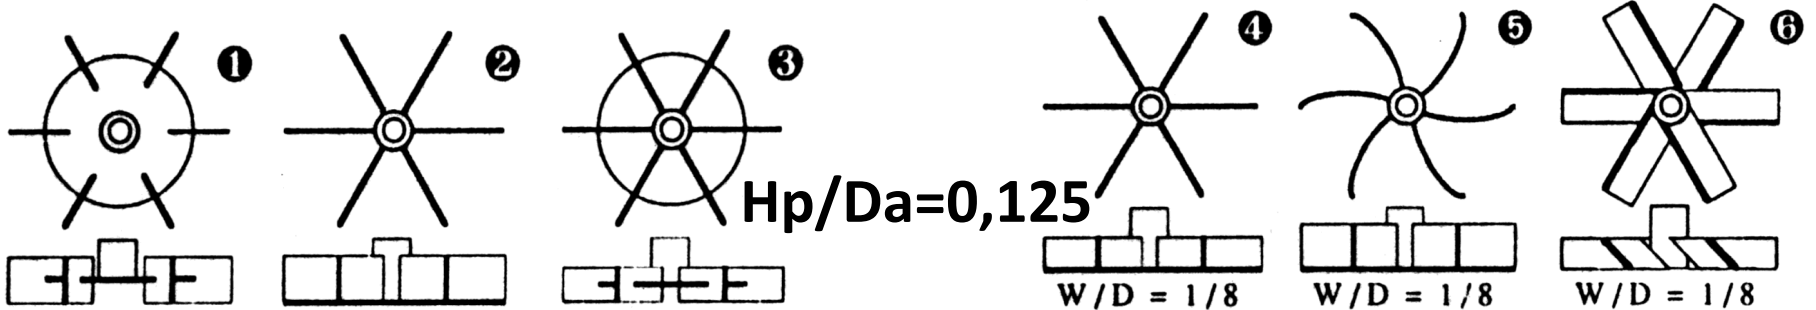 ❶ ❷ ❸ ❹ ❺ ❻
Hp/Da=0,125
W/D = 1/8 W/D = 1/8 W/D = 1/8